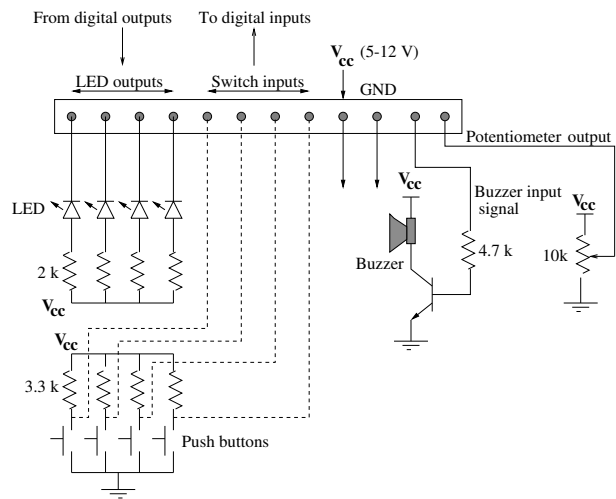 From digital outputs
To digital inputs
Vcc (5-12 V)
LED outputs
Switch inputs
GND
Potentiometer output
LED
Vcc
Buzzer input
signal
Vcc
2 k
Buzzer
4.7 k
10k
Vcc
Vcc
3.3 k
Push buttons